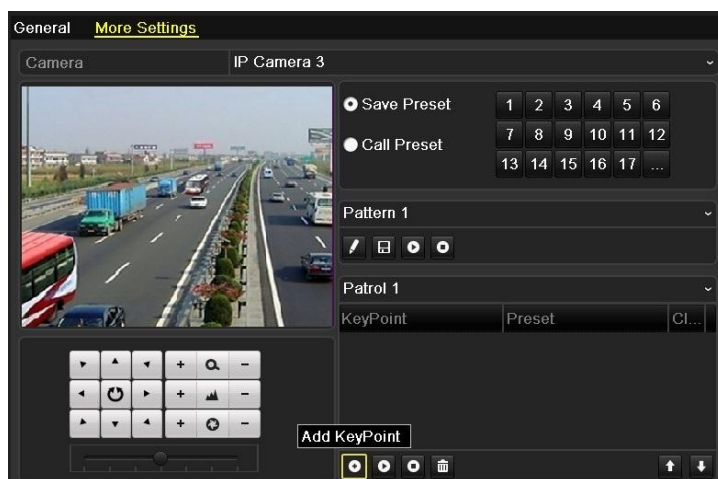 General More Settings
Camera IP Camera 3
Save Preset 1 2 3 4 5 6
Call Preset 7 8 9 10 11 12
13 14 15 16 17 ...
Pattern 1
Patrol 1
KeyPoint Preset Cl...
Add KeyPoint